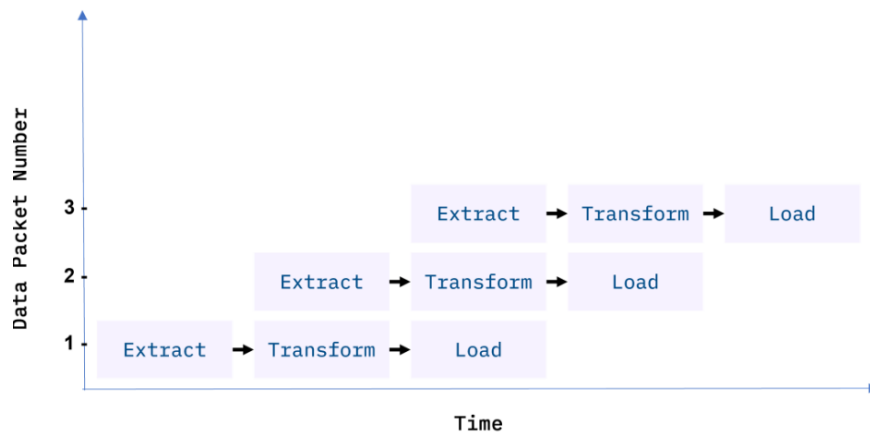 Data Packet Number
3
Extract
Transform
Load
2
Extract
Transform
Load
1
Extract
Transform
Load
Time